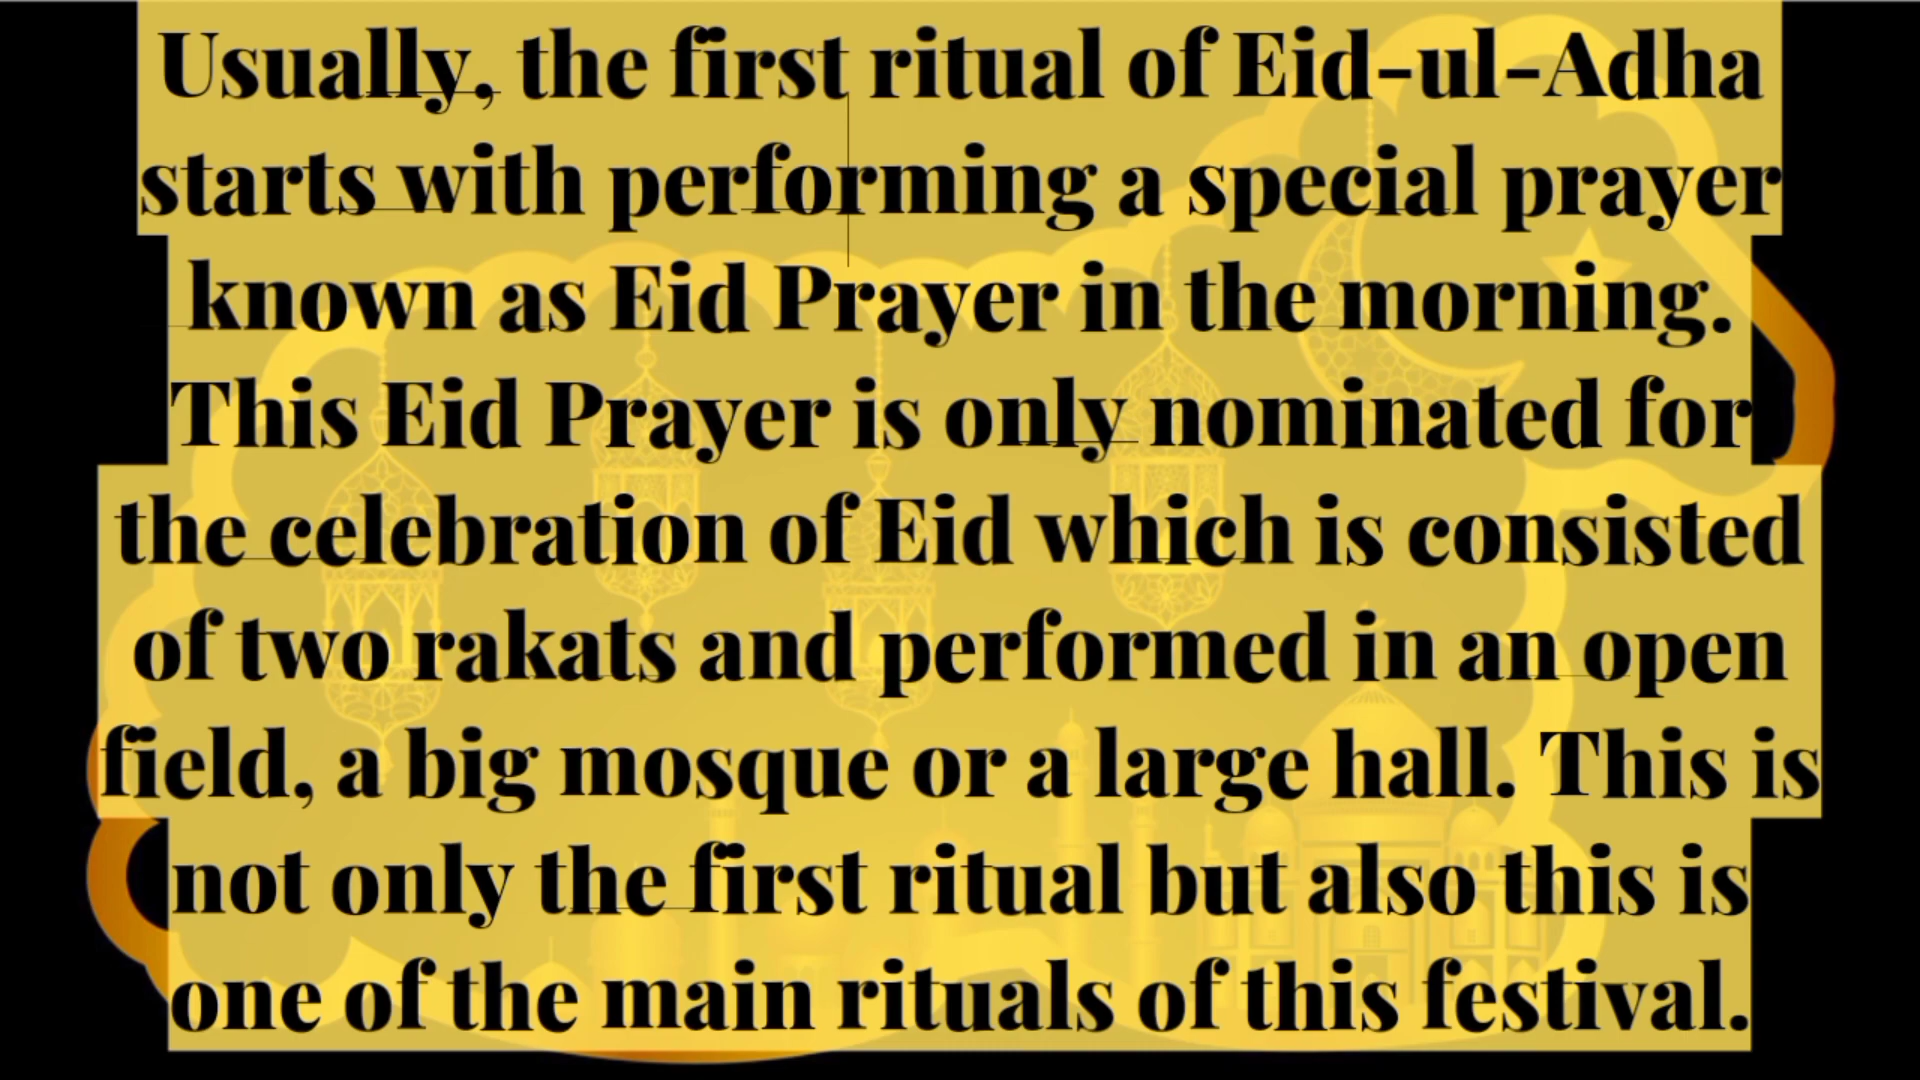 Usually, the first ritual of Eid-ul-Adha
starts with performing a special prayer
known as Eid Prayer in the morning.
This Eid Prayer is only nominated for
the celebration of Eid which is consisted
of two rakats and performed in an open
field, a big mosque or a large hall. This is
not only the first ritual but also this is
one of the main rituals of this festival.